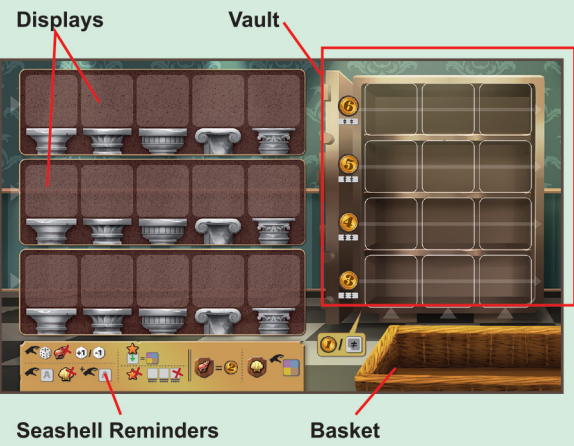 Displays
Vault
6
5
4
3
+1/-1
1/≠
A
A
=2
Seashell Reminders
Basket